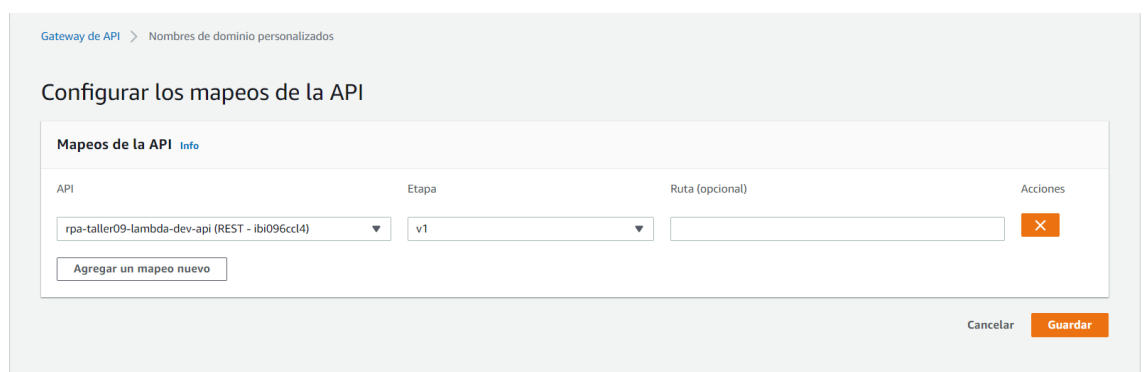 Gateway de API > Nombres de dominio personalizados
Configurar los mapeos de la API
Mapeos de la API Info
API Etapa Ruta (opcional) Acciones
rpa-taller09-lambda-dev-api (REST - ibi096ccl4) v1
Agregar un mapeo nuevo
Cancelar Guardar